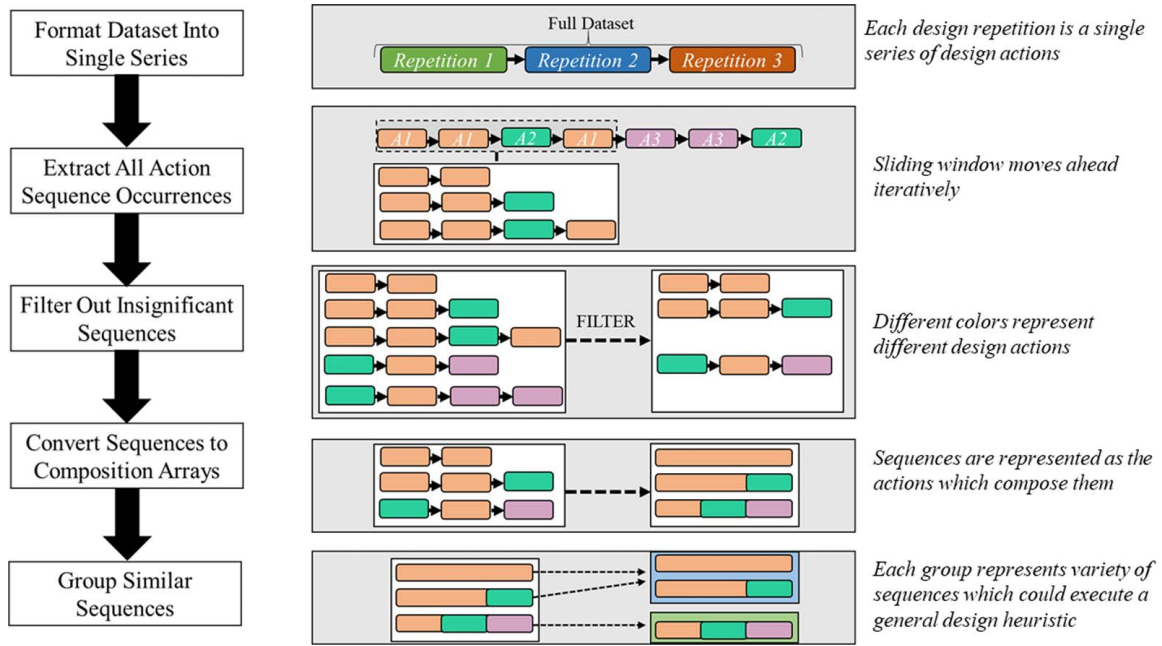 Format Dataset Into
Single Series
Full Dataset
Repetition 1
Repetition 2
Repetition 3
Each design repetition is a single
series of design actions
Extract All Action
Sequence Occurrences
A1
A1
A2
A1
A3
A3
A2
Sliding window moves ahead
iteratively
Filter Out Insignificant
Sequences
FILTER
Different colors represent
different design actions
Convert Sequences to
Composition Arrays
Sequences are represented as the
actions which compose them
Group Similar
Sequences
Each group represents variety of
sequences which could execute a
general design heuristic